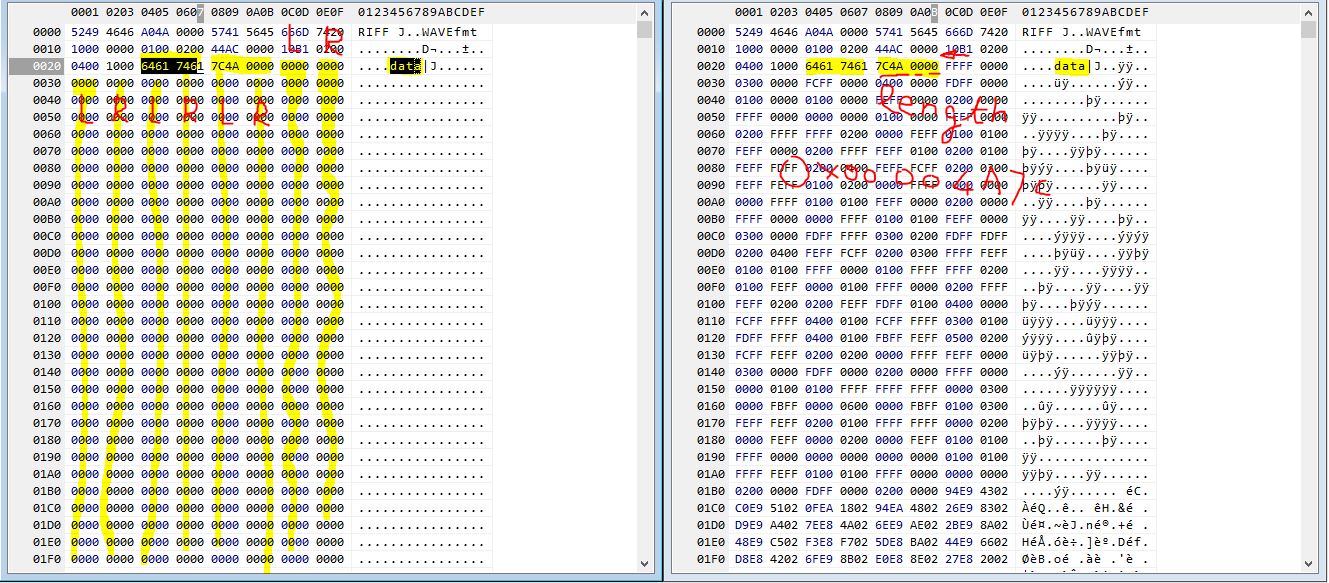 0001 0203 0405 0607 0809 0A0B 0C0D 0E0F 0123456789ABCDEF
0000 5249 4646 A04A 0000 5741 5645 666D 7420 RIFF J..WAVEfmt
L R
0010 1000 0000 0100 0200 44AC 0000 10B1 0200 ........D¬...±..
0020 0400 1000 6461 7461 7C4A 0000 0000 0000 ....data|J......
0030 0000 0000 0000 0000 0000 0000 0000 0000 ................
0040 0000 0000 0000 0000 0000 0000 0000 0000 ................
L R L R L R
0050 0000 0000 0000 0000 0000 0000 0000 0000 ................
0060 0000 0000 0000 0000 0000 0000 0000 0000 ................
0070 0000 0000 0000 0000 0000 0000 0000 0000 ................
0080 0000 0000 0000 0000 0000 0000 0000 0000 ................
0090 0000 0000 0000 0000 0000 0000 0000 0000 ................
00A0 0000 0000 0000 0000 0000 0000 0000 0000 ................
00B0 0000 0000 0000 0000 0000 0000 0000 0000 ................
00C0 0000 0000 0000 0000 0000 0000 0000 0000 ................
00D0 0000 0000 0000 0000 0000 0000 0000 0000 ................
00E0 0000 0000 0000 0000 0000 0000 0000 0000 ................
00F0 0000 0000 0000 0000 0000 0000 0000 0000 ................
0100 0000 0000 0000 0000 0000 0000 0000 0000 ................
0110 0000 0000 0000 0000 0000 0000 0000 0000 ................
0120 0000 0000 0000 0000 0000 0000 0000 0000 ................
0130 0000 0000 0000 0000 0000 0000 0000 0000 ................
0140 0000 0000 0000 0000 0000 0000 0000 0000 ................
0150 0000 0000 0000 0000 0000 0000 0000 0000 ................
0160 0000 0000 0000 0000 0000 0000 0000 0000 ................
0170 0000 0000 0000 0000 0000 0000 0000 0000 ................
0180 0000 0000 0000 0000 0000 0000 0000 0000 ................
0190 0000 0000 0000 0000 0000 0000 0000 0000 ................
01A0 0000 0000 0000 0000 0000 0000 0000 0000 ................
01B0 0000 0000 0000 0000 0000 0000 0000 0000 ................
01C0 0000 0000 0000 0000 0000 0000 0000 0000 ................
01D0 0000 0000 0000 0000 0000 0000 0000 0000 ................
01E0 0000 0000 0000 0000 0000 0000 0000 0000 ................
01F0 0000 0000 0000 0000 0000 0000 0000 0000 ................
0001 0203 0405 0607 0809 0A0B 0C0D 0E0F 0123456789ABCDEF
0000 5249 4646 A04A 0000 5741 5645 666D 7420 RIFF J..WAVEfmt
0010 1000 0000 0100 0200 44AC 0000 10B1 0200 ........D¬...±..
0020 0400 1000 6461 7461 7C4A 0000 FFFF 0000 ....data|J..ÿÿ..
0030 0300 0000 FCFF 0000 0400 0000 FDFF 0000 ....üÿ......ýÿ..
0040 0100 0000 0100 0000 FEFF 0000 0200 0000 ........þÿ......
Length
0050 FFFF 0000 0000 0000 0100 0000 FEFF 0000 ÿÿ..........þÿ..
0060 0200 FFFF FFFF 0200 0000 FEFF 0100 0100 ..ÿÿÿÿ....þÿ....
0070 FEFF 0000 0200 FFFF FEFF 0100 0200 0100 þÿ....ÿÿþÿ......
0080 FEFF FDFF 0200 0400 FEFF FCFF 0200 0300 þÿýÿ....þÿüÿ....
0x00004A7C
0090 FEFF FEFF 0100 0200 0000 FFFF 0000 0000 þÿþÿ......ÿÿ....
00A0 0000 FFFF 0100 0100 FEFF 0000 0200 0000 ..ÿÿ....þÿ......
00B0 FFFF 0000 0000 FFFF 0100 0100 FEFF 0000 ÿÿ....ÿÿ....þÿ..
00C0 0300 0000 FDFF FFFF 0300 0200 FDFF FDFF ....ýÿÿÿ....ýÿýÿ
00D0 0200 0400 FEFF FCFF 0200 0300 FFFF FEFF ....þÿüÿ....ÿÿþÿ
00E0 0100 0100 FFFF 0000 0100 FFFF FFFF 0200 ....ÿÿ....ÿÿÿÿ..
00F0 0100 FEFF 0000 0100 FFFF 0000 0200 FFFF ..þÿ....ÿÿ....ÿÿ
0100 FEFF 0200 0200 FEFF FDFF 0100 0400 0000 þÿ....þÿýÿ......
0110 FCFF FFFF 0400 0100 FCFF FFFF 0300 0100 üÿÿÿ....üÿÿÿ....
0120 FDFF FFFF 0400 0100 FBFF FEFF 0500 0200 ýÿÿÿ....ûÿþÿ....
0130 FCFF FEFF 0200 0200 0000 FFFF FEFF 0000 üÿþÿ......ÿÿþÿ..
0140 0300 0000 FDFF 0000 0200 0000 FFFF 0000 ....ýÿ......ÿÿ..
0150 0000 0100 0100 FFFF FFFF FFFF 0000 0300 ......ÿÿÿÿÿÿ....
0160 0000 FBFF 0000 0600 0000 FBFF 0100 0300 ..ûÿ......ûÿ....
0170 FEFF FEFF 0200 0100 FEFF FFFF 0000 0000 þÿþÿ....þÿÿÿ....
0180 0000 FEFF 0000 0200 0000 FEFF 0100 0100 ..þÿ......þÿ....
0190 FFFF 0000 0000 0000 0000 0000 0100 0100 ÿÿ..............
01A0 FFFF FEFF 0100 0100 FFFF FFFF 0000 0000 ÿÿþÿ....ÿÿÿÿ....
01B0 0200 0000 FDFF 0000 0200 0000 94E9 4302 ....ýÿ...... éC.
01C0 C0E9 5102 0FEA 1802 94EA 4802 26E9 8302 ÀéQ..ê.. êH.&é .
01D0 D9E9 A402 7EE8 4A02 6EE9 AE02 2BE9 8A02 Ùé¤.~èJ.né®.+é .
01E0 48E9 C502 F3E8 F702 5DE8 BA02 44E9 6602 HéÅ.óè÷.]èº.Déf.
01F0 D8E8 4202 6FE9 8B02 E0E8 8E02 27E8 2002 ØèB.oé .àè .'è .